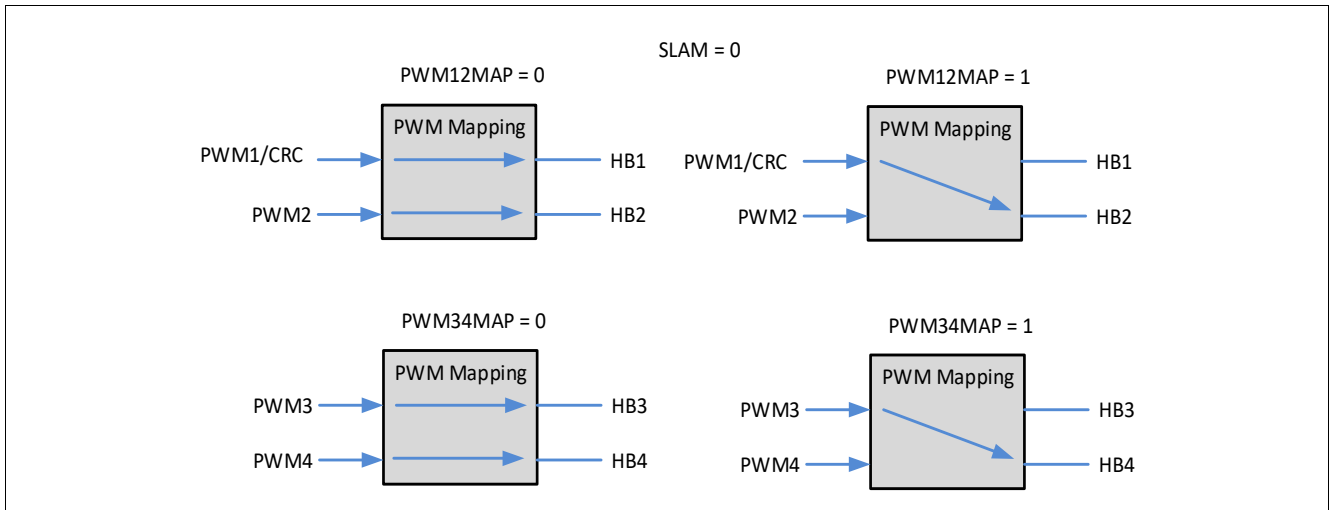 SLAM = 0
PWM12MAP = 0
PWM12MAP = 1
PWM Mapping
PWM Mapping
PWM1/CRC
HB1
PWM1/CRC
HB1
PWM2
HB2
PWM2
HB2
PWM34MAP = 0
PWM34MAP = 1
PWM Mapping
PWM Mapping
PWM3
HB3
PWM3
HB3
PWM4
HB4
PWM4
HB4